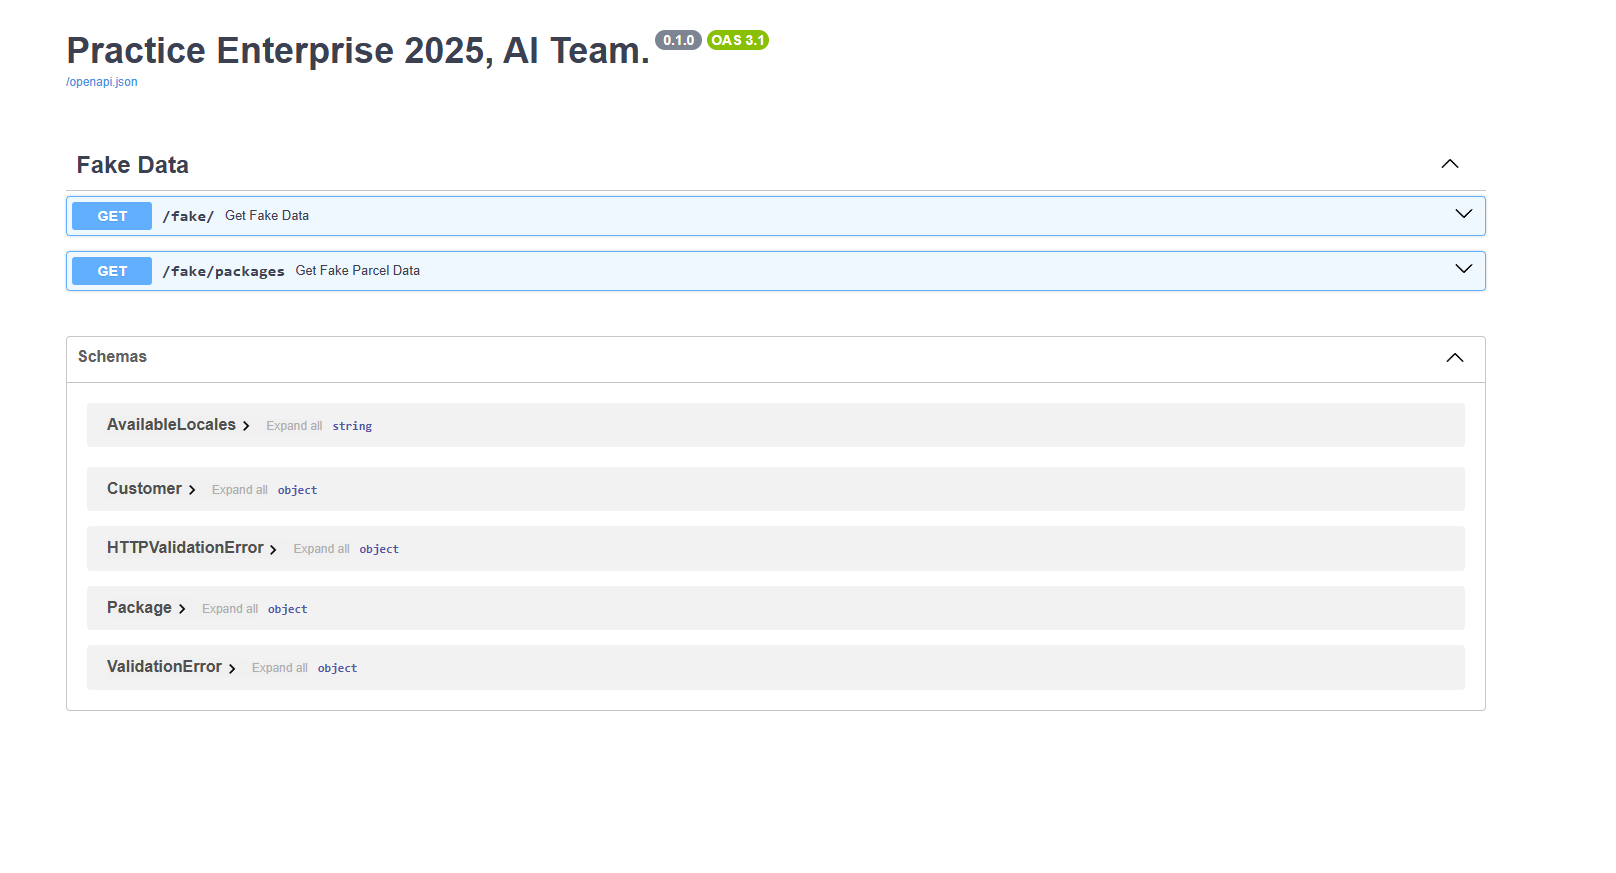 Practice Enterprise 2025, AI Team. 0.1.0 OAS 3.1
/openapi.json
Fake Data
GET /fake/ Get Fake Data
GET /fake/packages Get Fake Parcel Data
Schemas
AvailableLocales Expand all string
Customer Expand all object
HTTPValidationError Expand all object
Package Expand all object
ValidationError Expand all object